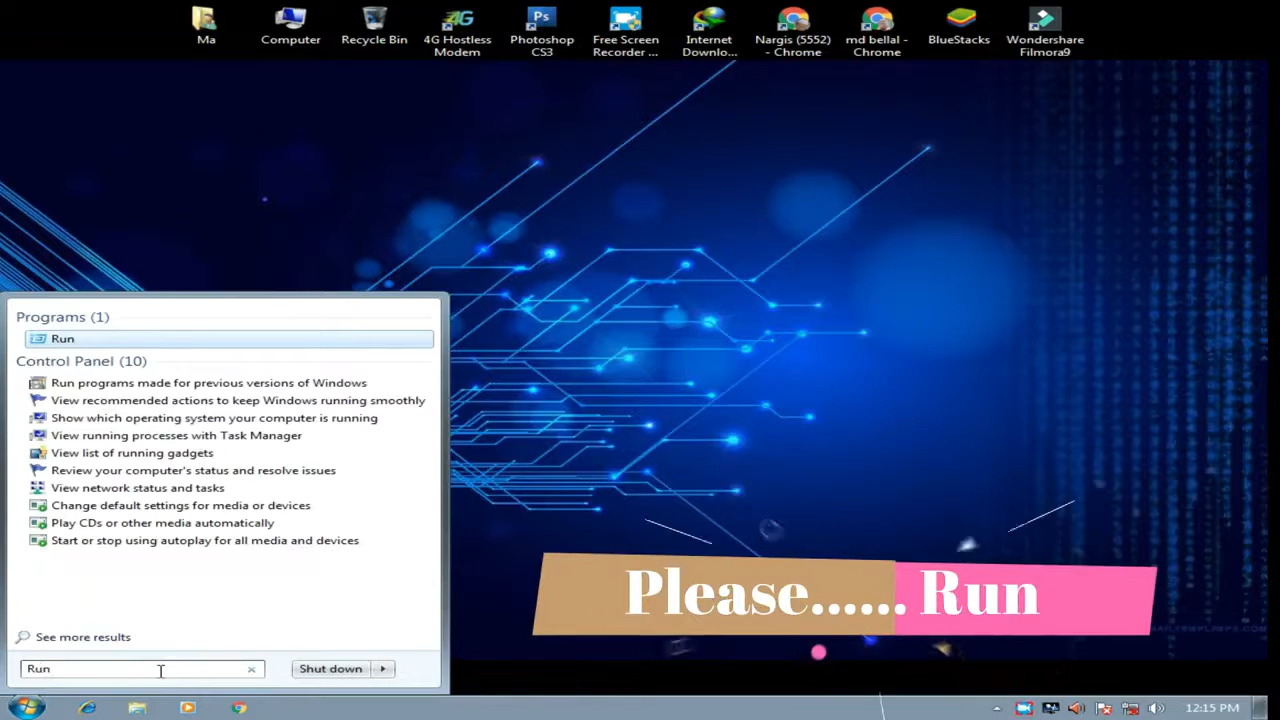 Ma
Computer
Recycle Bin
4G Hostless
Modem
Photoshop
CS3
Free Screen
Recorder ...
Internet
Downlo...
Nargis (5552)
- Chrome
md bellal -
Chrome
BlueStacks
Wondershare
Filmora9
Programs (1)
Run
Control Panel (10)
Run programs made for previous versions of Windows
View recommended actions to keep Windows running smoothly
Show which operating system your computer is running
View running processes with Task Manager
View list of running gadgets
Review your computer's status and resolve issues
View network status and tasks
Change default settings for media or devices
Play CDs or other media automatically
Start or stop using autoplay for all media and devices
See more results
Run
Shut down
Please...... Run
12:15 PM